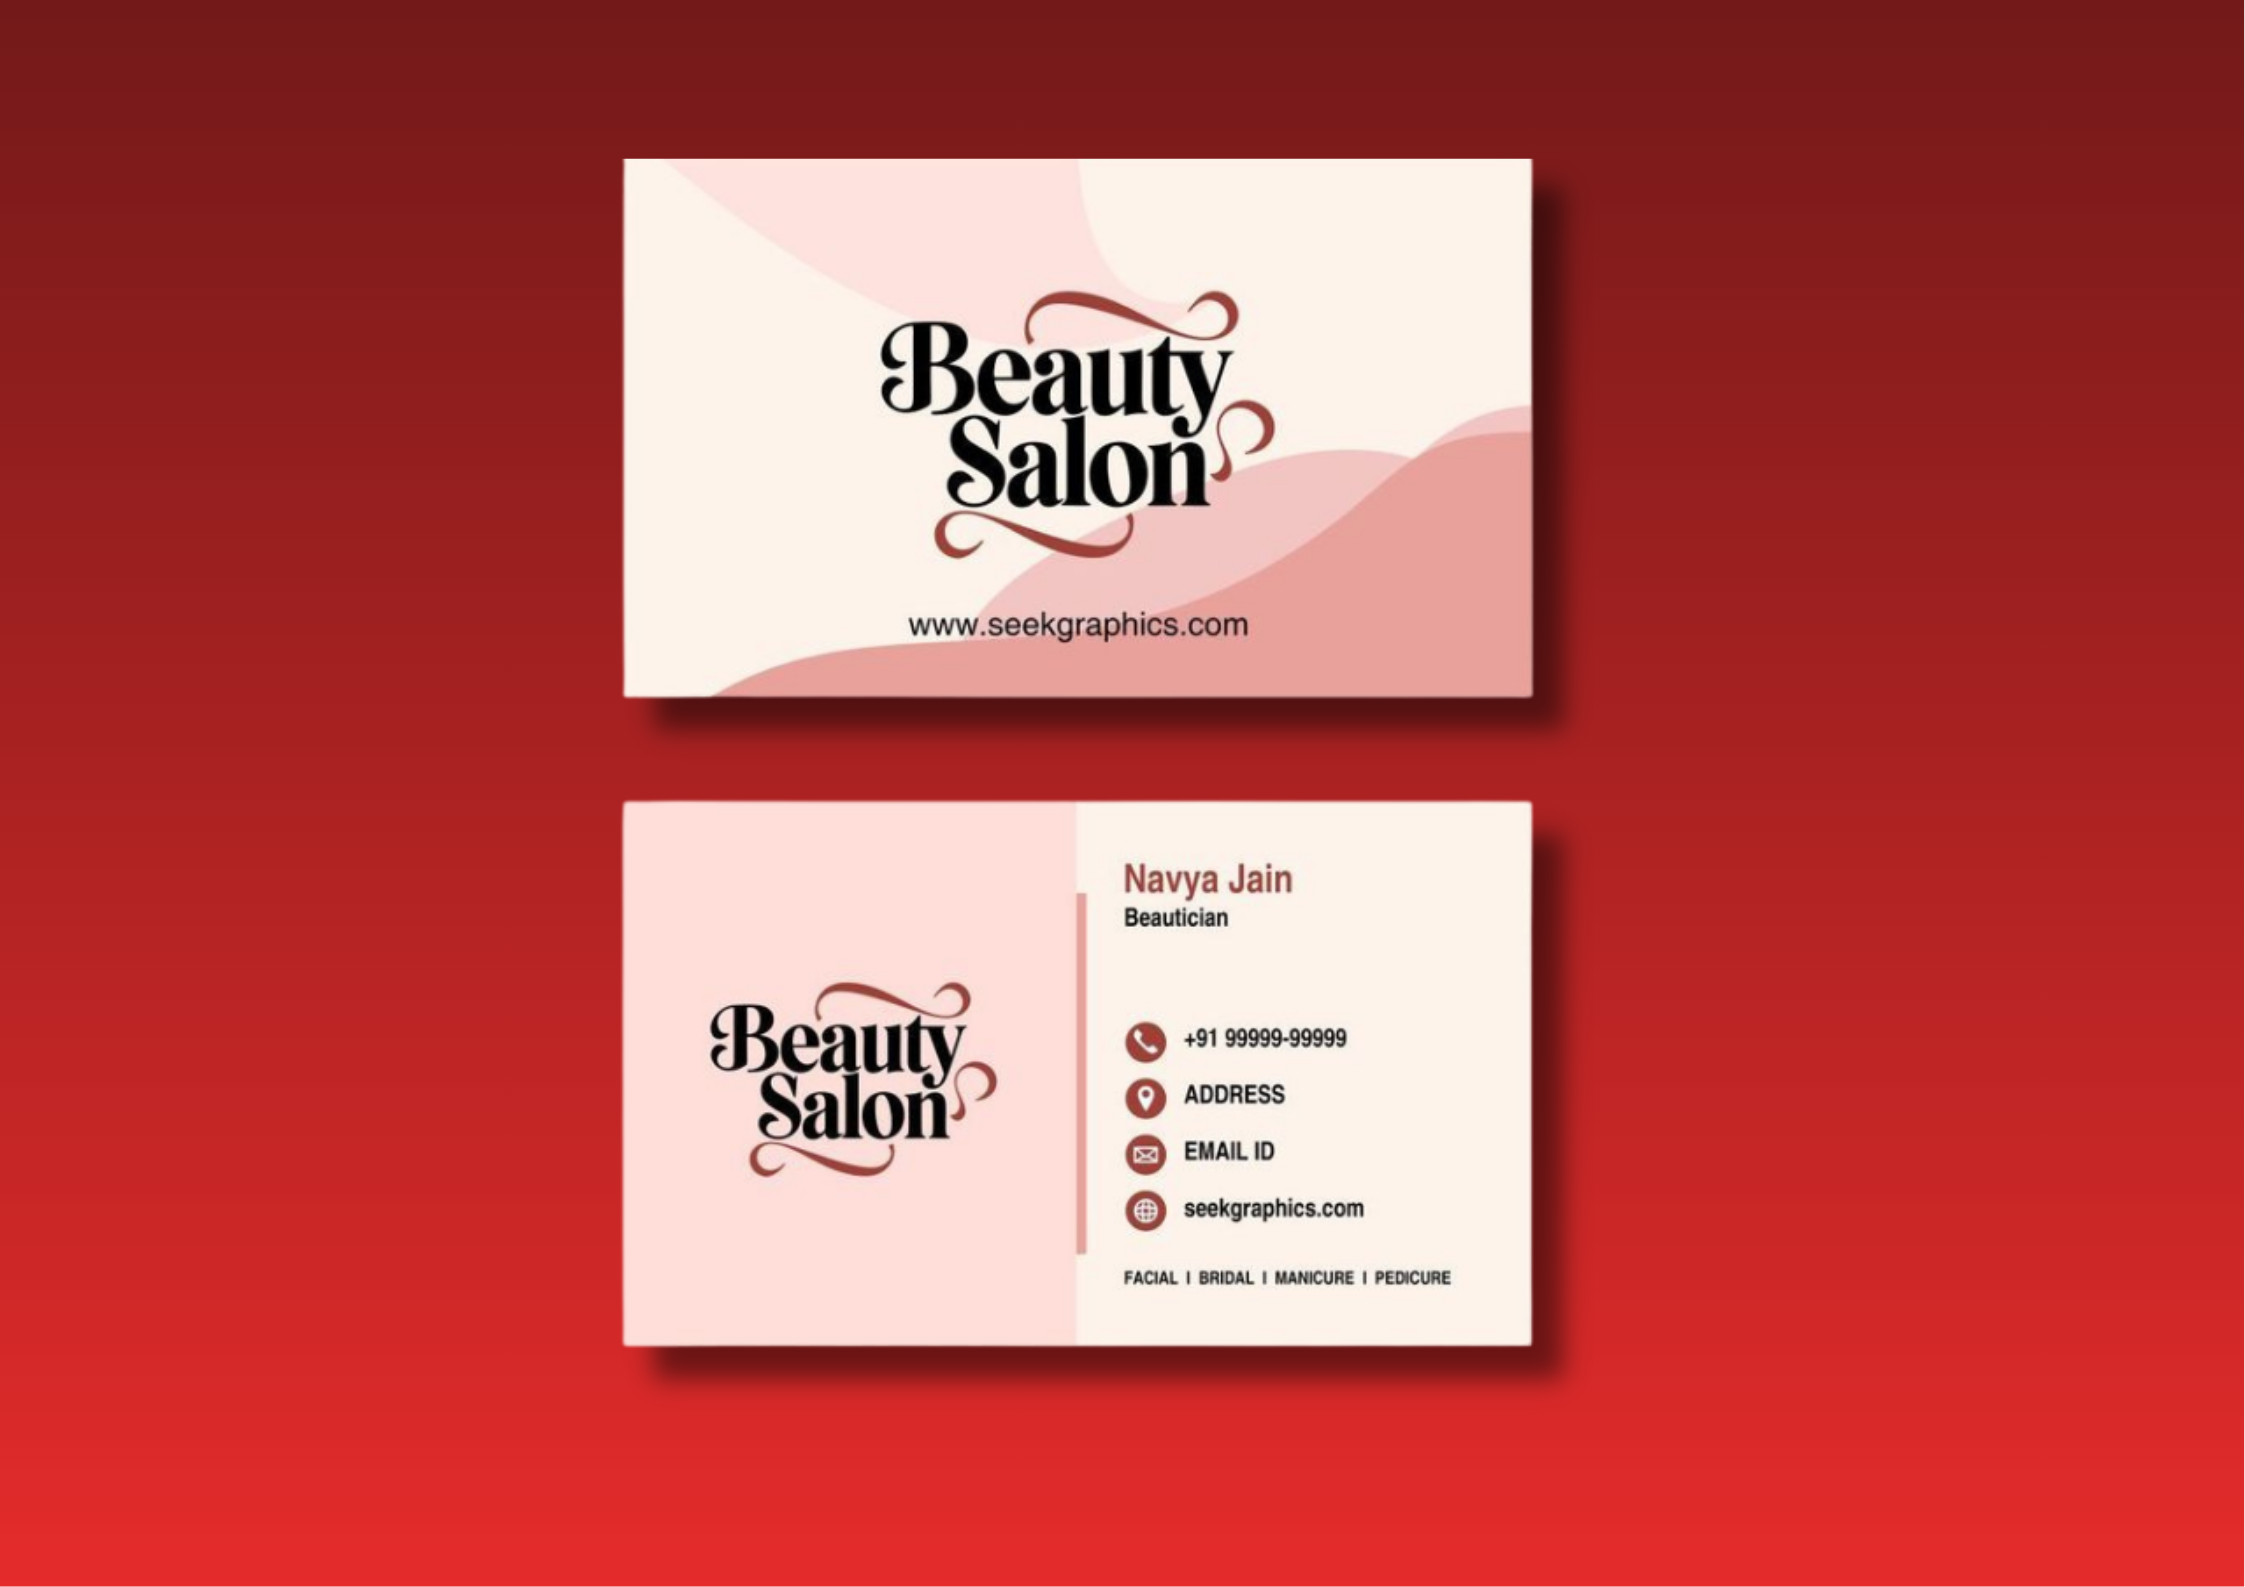 Beauty
Salon
www.seekgraphics.com
Beauty
Salon
Navya Jain
Beautician
+91 99999-99999
ADDRESS
EMAIL ID
seekgraphics.com
FACIAL I BRIDAL I MANICURE I PEDICURE